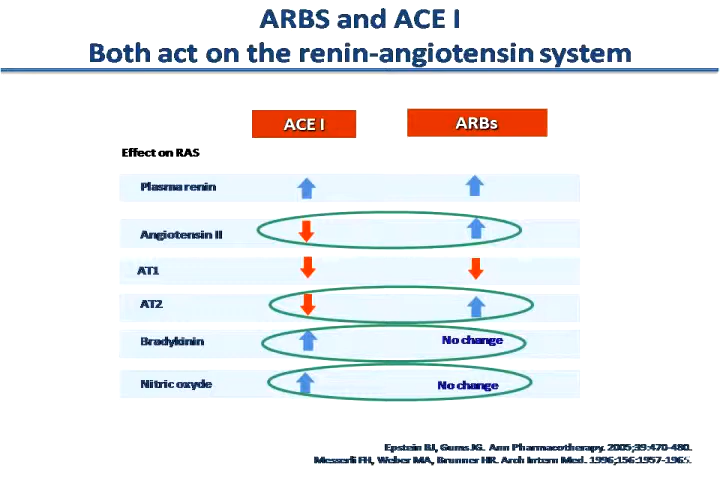 ARBS and ACE I
Both act on the renin-angiotensin system
ACE I ARBs
Effect on RAS
Plasma renin
Angiotensin II
AT1
AT2
Bradykinin No change
Nitric oxyde No change
Epstein BJ, Gums JG. Ann Pharmacotherapy. 2005;39:470-480.
Messerli FH, Weber MA, Brunner HR. Arch Intern Med. 1996;156:1957-1965.